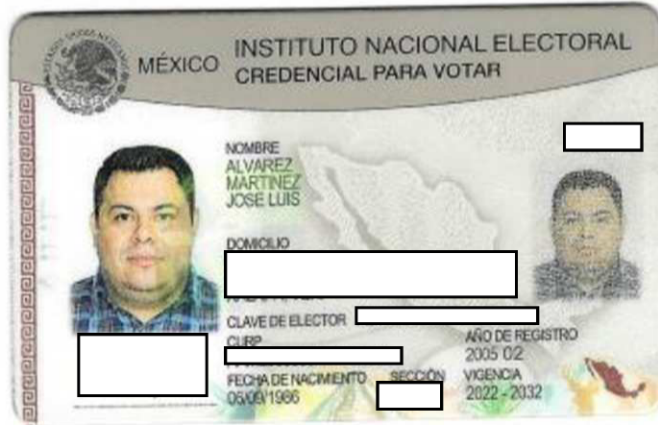 MÉXICO
INSTITUTO NACIONAL ELECTORAL
CREDENCIAL PARA VOTAR
NOMBRE
ALVAREZ
MARTINEZ
JOSE LUIS
DOMICILIO
CLAVE DE ELECTOR
CURP
AÑO DE REGISTRO
2005 02
FECHA DE NACIMIENTO
06/09/1986
SECCIÓN
VIGENCIA
2022 - 2032